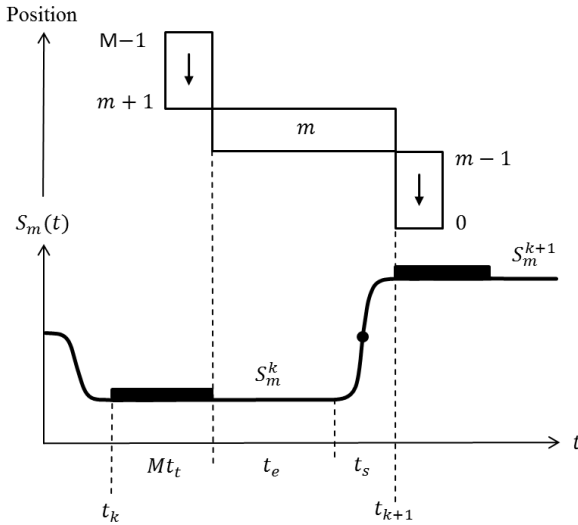 Position
M−1
m + 1
m
m − 1
0
S_m(t)
S_m^{k+1}
S_m^k
t
Mt_t
t_e
t_s
t_k
t_{k+1}